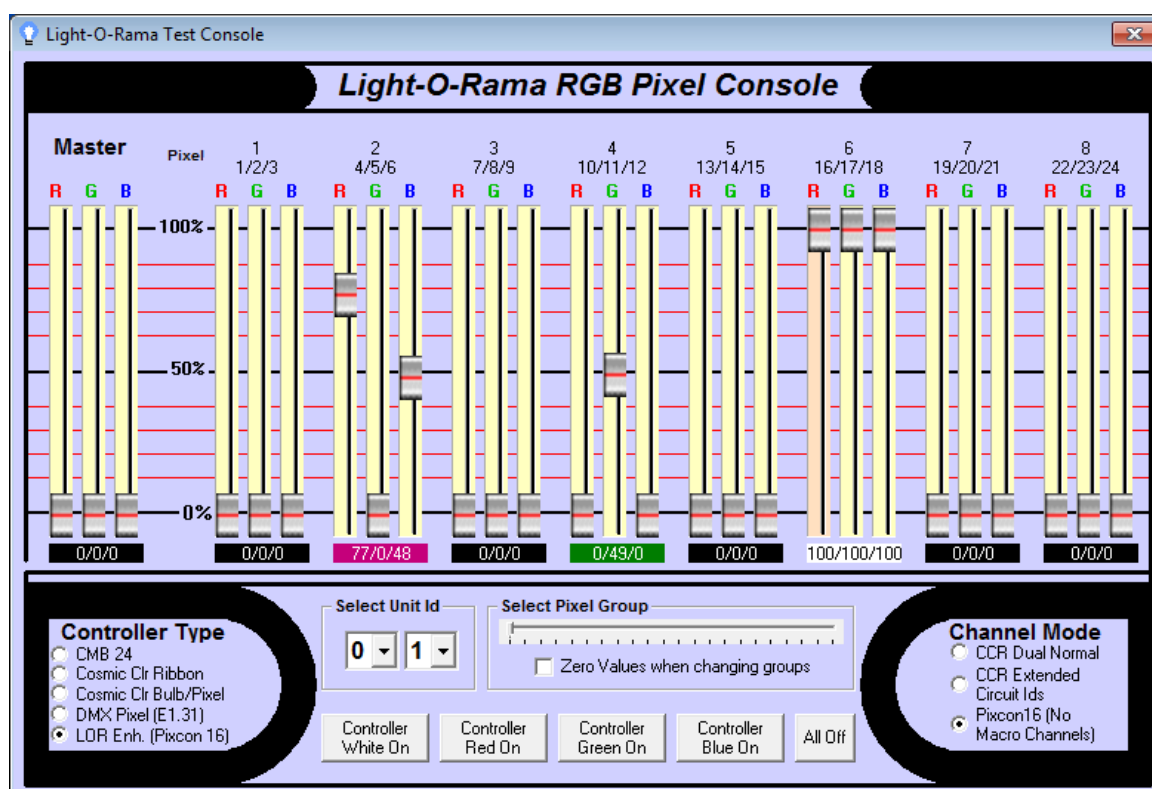 Light-O-Rama Test Console
Light-O-Rama RGB Pixel Console
Master Pixel 1 2 3 4 5 6 7 8
1/2/3 4/5/6 7/8/9 10/11/12 13/14/15 16/17/18 19/20/21 22/23/24
R G B R G B R G B R G B R G B R G B R G B R G B R G B
100%
50%
0%
0/0/0 0/0/0 77/0/48 0/0/0 0/49/0 0/0/0 100/100/100 0/0/0 0/0/0
Controller Type
CMB 24
Cosmic Clr Ribbon
Cosmic Clr Bulb/Pixel
DMX Pixel (E1.31)
LOR Enh. (Pixcon 16)
Select Unit Id
0 1
Select Pixel Group
Zero Values when changing groups
Controller
White On
Controller
Red On
Controller
Green On
Controller
Blue On
All Off
Channel Mode
CCR Dual Normal
CCR Extended
Circuit Ids
Pixcon16 (No
Macro Channels)